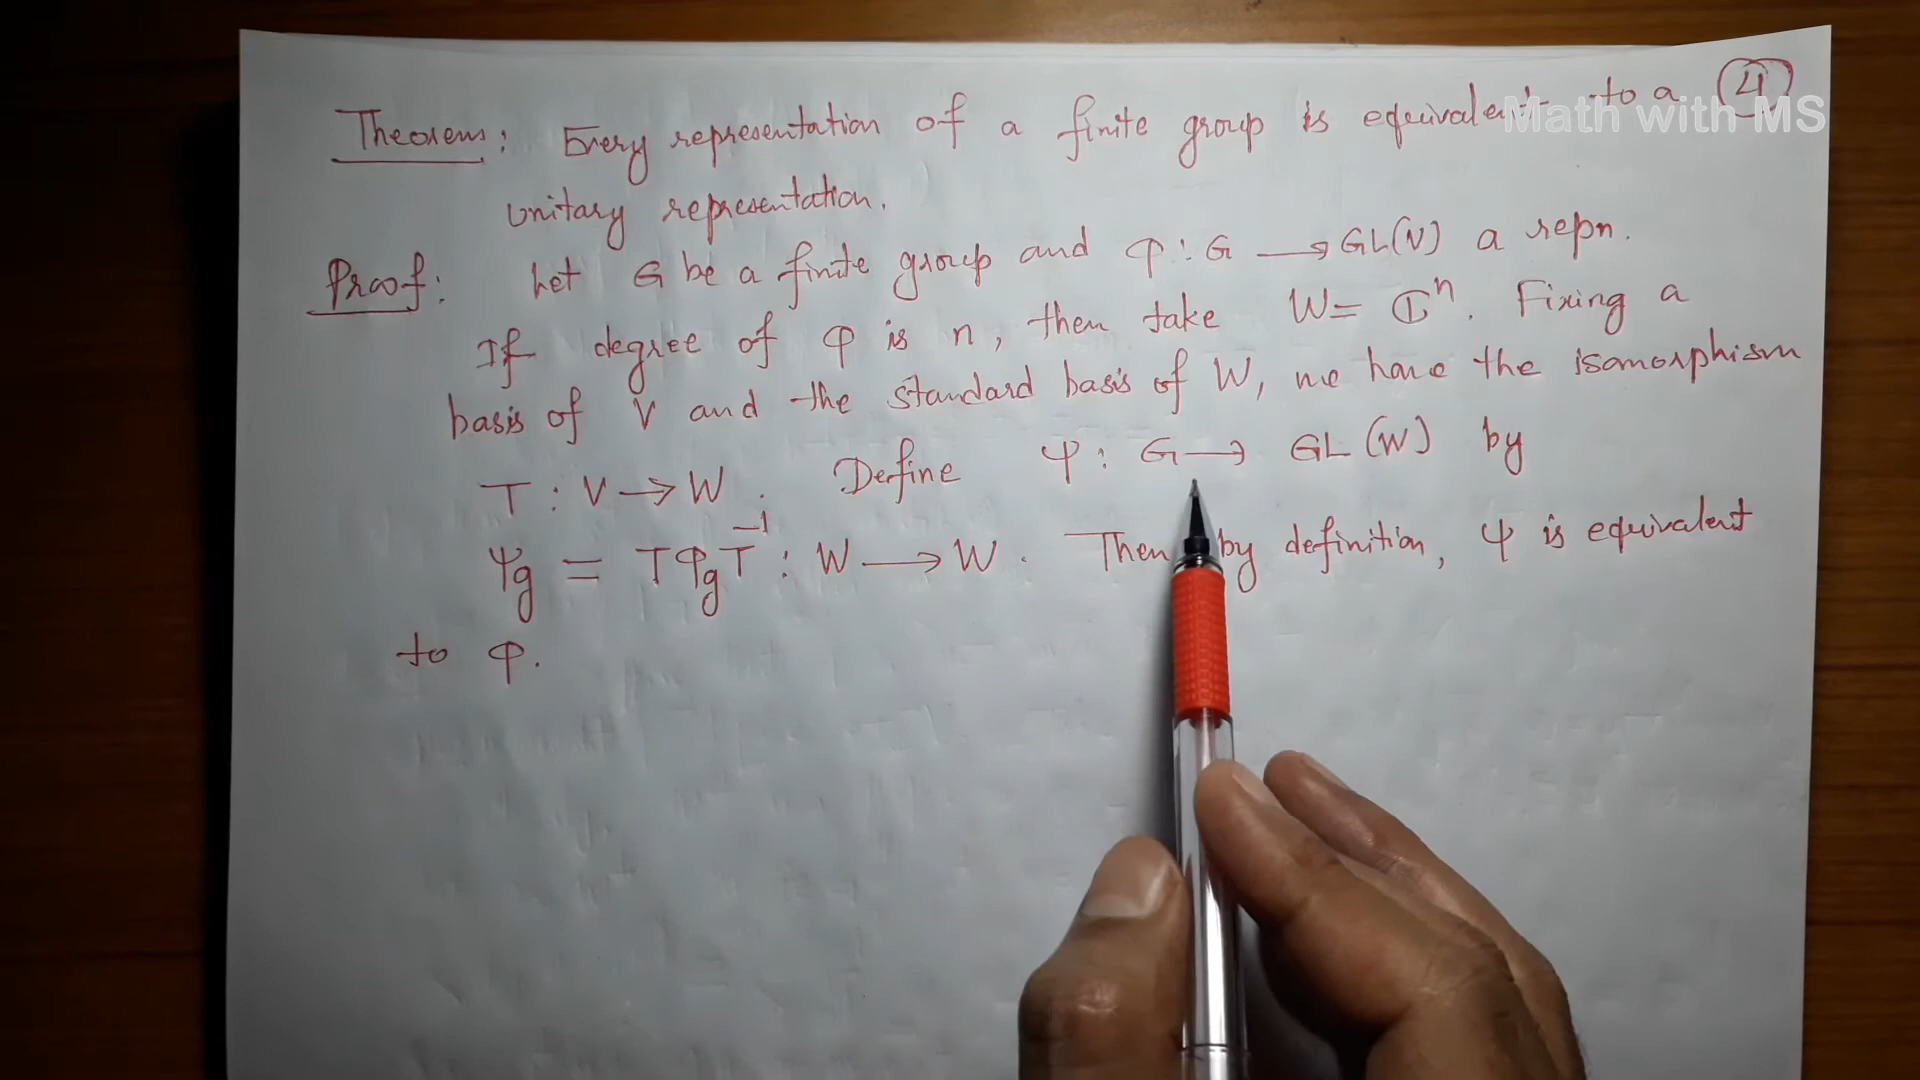 Theorem: Every representation of a finite group is equivalent to a ④
Math with MS
unitary representation.
Proof: Let G be a finite group and φ : G ⟶ GL(V) a repn.
If degree of φ is n, then take W = ℂⁿ. Fixing a
basis of V and the standard basis of W, we have the isomorphism
T : V → W. Define ψ : G → GL(W) by
ψg = TφgT⁻¹ : W ⟶ W. Then by definition, ψ is equivalent
to φ.